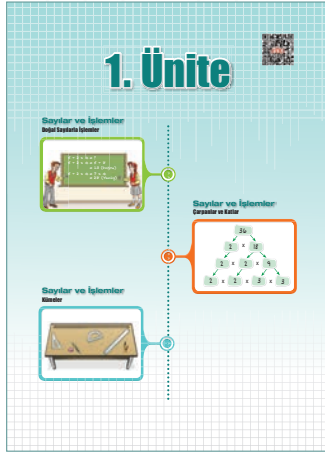 1. Ünite
Sayılar ve İşlemler
Doğal Sayılarla İşlemler
Sayılar ve İşlemler
Çarpanlar ve Katlar
36
2 x 18
2 x 2 x 9
2 x 2 x 3 x 3
Sayılar ve İşlemler
Kümeler